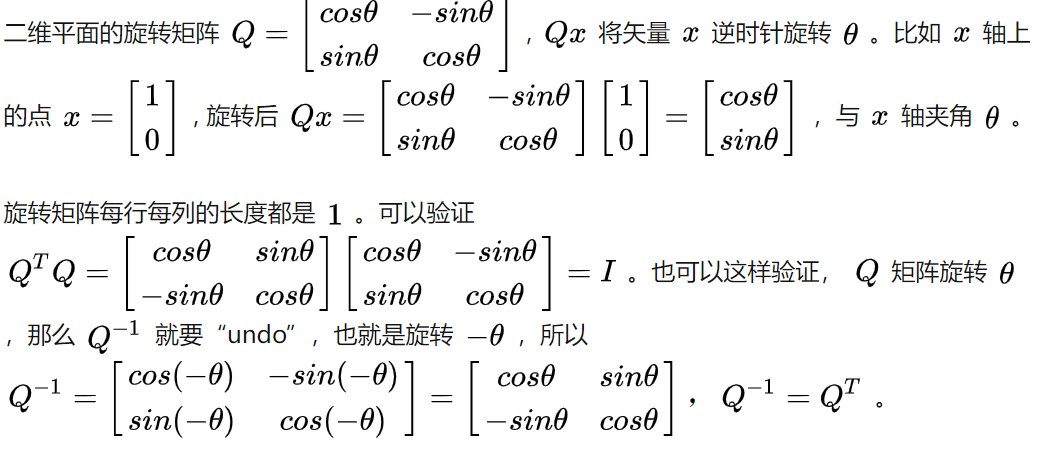 二维平面的旋转矩阵 $Q = \begin{bmatrix} cos\theta & -sin\theta \\ sin\theta & cos\theta \end{bmatrix}$ ，$Qx$ 将矢量 $x$ 逆时针旋转 $\theta$ 。比如 $x$ 轴上
的点 $x = \begin{bmatrix} 1 \\ 0 \end{bmatrix}$ ，旋转后 $Qx = \begin{bmatrix} cos\theta & -sin\theta \\ sin\theta & cos\theta \end{bmatrix} \begin{bmatrix} 1 \\ 0 \end{bmatrix} = \begin{bmatrix} cos\theta \\ sin\theta \end{bmatrix}$ ，与 $x$ 轴夹角 $\theta$ 。
旋转矩阵每行每列的长度都是 $1$ 。可以验证
$Q^TQ = \begin{bmatrix} cos\theta & sin\theta \\ -sin\theta & cos\theta \end{bmatrix} \begin{bmatrix} cos\theta & -sin\theta \\ sin\theta & cos\theta \end{bmatrix} = I$ 。也可以这样验证， $Q$ 矩阵旋转 $\theta$
，那么 $Q^{-1}$ 就要“undo”，也就是旋转 $-\theta$ ，所以
$Q^{-1} = \begin{bmatrix} cos(-\theta) & -sin(-\theta) \\ sin(-\theta) & cos(-\theta) \end{bmatrix} = \begin{bmatrix} cos\theta & sin\theta \\ -sin\theta & cos\theta \end{bmatrix}$ ，$Q^{-1} = Q^T$ 。